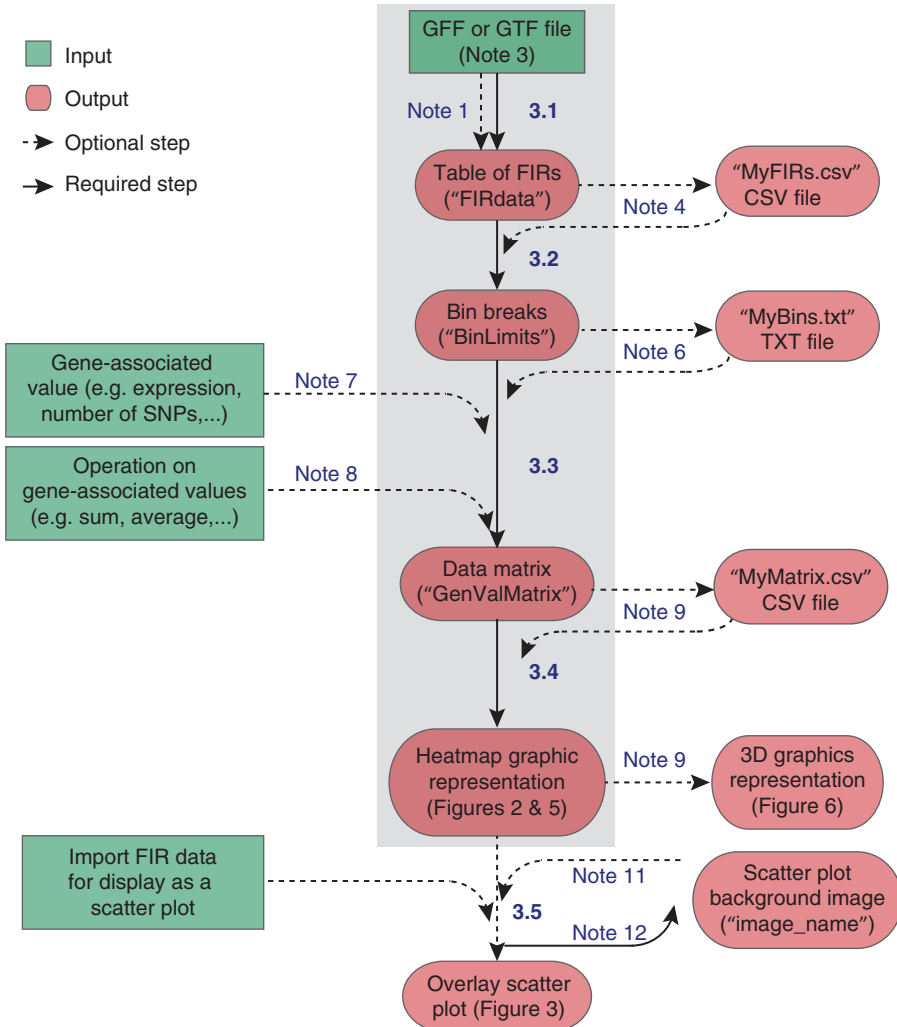 GFF or GTF file
(Note 3)
Input
Output
Optional step
Required step
Note 1
3.1
Table of FIRs
("FIRdata")
"MyFIRs.csv"
CSV file
Note 4
3.2
Bin breaks
("BinLimits")
"MyBins.txt"
TXT file
Note 6
Gene-associated
value (e.g. expression,
number of SNPs,...)
Note 7
Operation on
gene-associated values
(e.g. sum, average,...)
Note 8
3.3
Data matrix
("GenValMatrix")
"MyMatrix.csv"
CSV file
Note 9
3.4
Heatmap graphic
representation
(Figures 2 & 5)
Note 9
3D graphics
representation
(Figure 6)
Import FIR data
for display as a
scatter plot
Note 11
3.5
Note 12
Scatter plot
background image
("image_name")
Overlay scatter
plot (Figure 3)